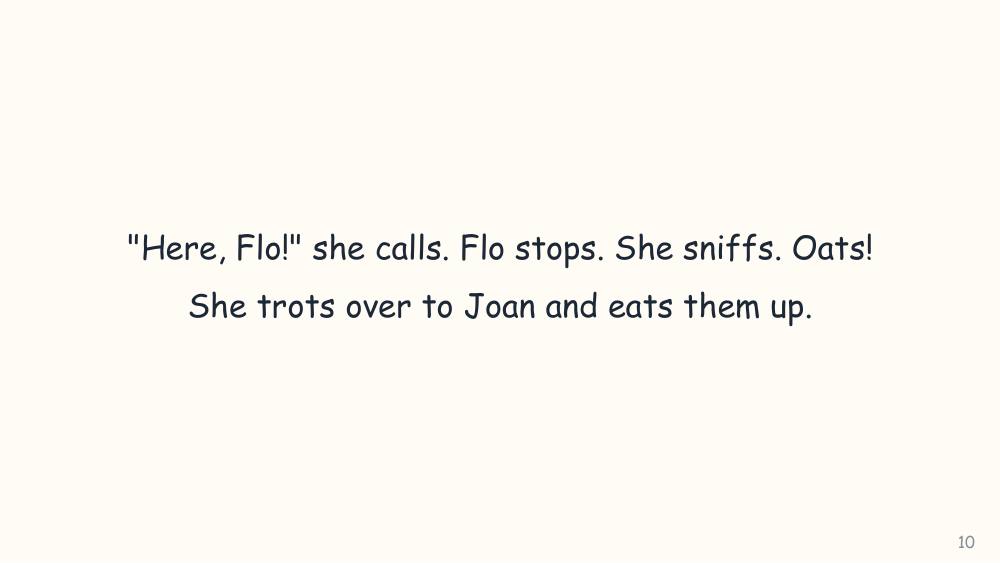 "Here, Flo!" she calls. Flo stops. She sniffs. Oats!
She trots over to Joan and eats them up.
10